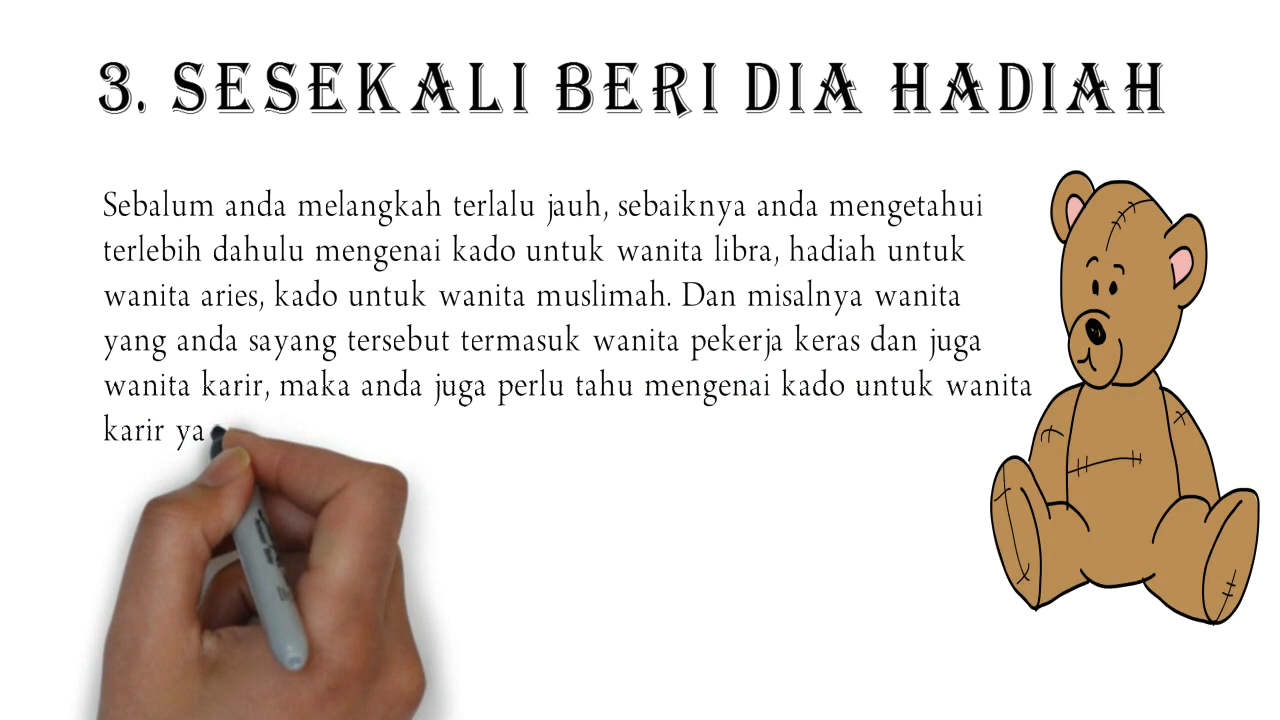 3. SESEKALI BERI DIA HADIAH
Sebalum anda melangkah terlalu jauh, sebaiknya anda mengetahui
terlebih dahulu mengenai kado untuk wanita libra, hadiah untuk
wanita aries, kado untuk wanita muslimah. Dan misalnya wanita
yang anda sayang tersebut termasuk wanita pekerja keras dan juga
wanita karir, maka anda juga perlu tahu mengenai kado untuk wanita
karir ya